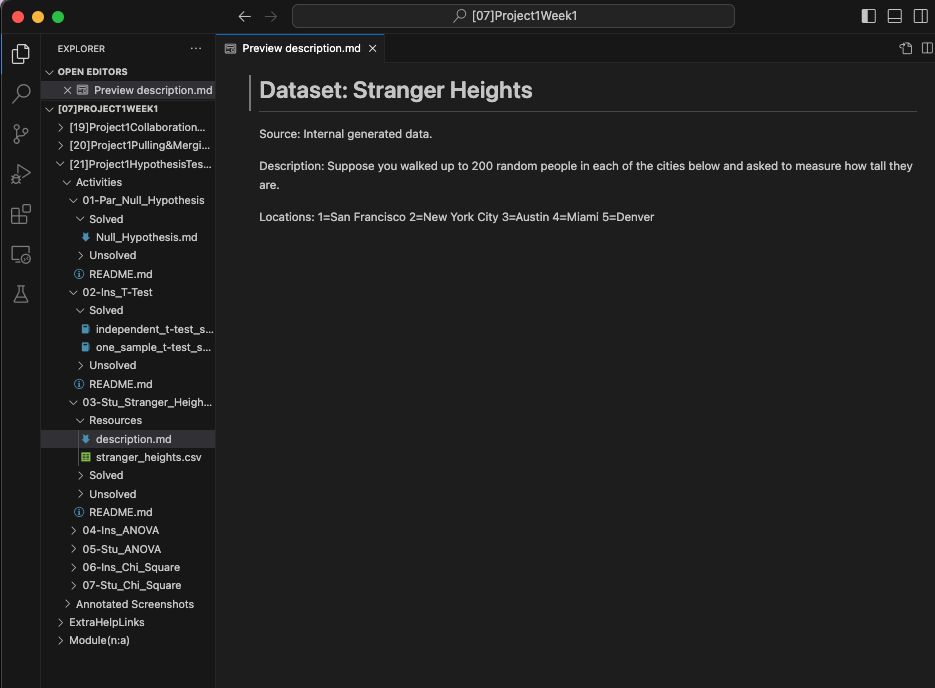 [07]Project1Week1
EXPLORER
Preview description.md
OPEN EDITORS
Preview description.md
[07]PROJECT1WEEK1
[19]Project1Collaboration...
[20]Project1Pulling&Mergi...
[21]Project1HypothesisTes...
Activities
01-Par_Null_Hypothesis
Solved
Null_Hypothesis.md
Unsolved
README.md
02-Ins_T-Test
Solved
independent_t-test_s...
one_sample_t-test_s...
Unsolved
README.md
03-Stu_Stranger_Heigh...
Resources
description.md
stranger_heights.csv
Solved
Unsolved
README.md
04-Ins_ANOVA
05-Stu_ANOVA
06-Ins_Chi_Square
07-Stu_Chi_Square
Annotated Screenshots
ExtraHelpLinks
Module(n:a)
Dataset: Stranger Heights
Source: Internal generated data.
Description: Suppose you walked up to 200 random people in each of the cities below and asked to measure how tall they
are.
Locations: 1=San Francisco 2=New York City 3=Austin 4=Miami 5=Denver